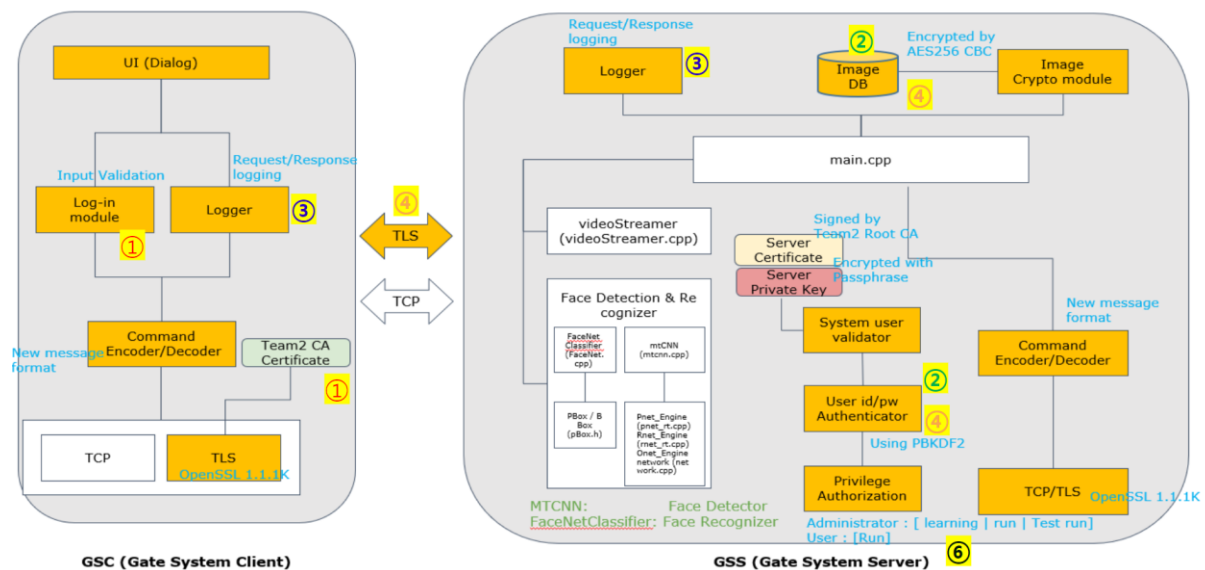 UI (Dialog)
Input Validation
Request/Response
logging
Log-in
module
①
Logger
③
Command
Encoder/Decoder
New message
format
Team2 CA
Certificate
①
TCP
TLS
OpenSSL 1.1.1K
GSC (Gate System Client)
④
TLS
TCP
Request/Response
logging
Logger
③
②
Image
DB
④
Encrypted by
AES256 CBC
Image
Crypto module
main.cpp
videoStreamer
(videoStreamer.cpp)
Face Detection & Re
cognizer
FaceNet
Classifier
(FaceNet.
cpp)
mtCNN
(mtcnn.cpp)
PBox / B
Box
(pBox.h)
Pnet_Engine
(pnet_rt.cpp)
Rnet_Engine
(rnet_rt.cpp)
Onet_Engine
network (net
work.cpp)
MTCNN: Face Detector
FaceNetClassifier: Face Recognizer
Signed by
Team2 Root CA
Server
Certificate
Encrypted with
Passphrase
Server
Private Key
System user
validator
②
User id/pw
Authenticator
④
Using PBKDF2
Privilege
Authorization
Administrator : [ learning | run | Test run]
User : [Run]
⑥
New message
format
Command
Encoder/Decoder
TCP/TLS
OpenSSL 1.1.1K
GSS (Gate System Server)